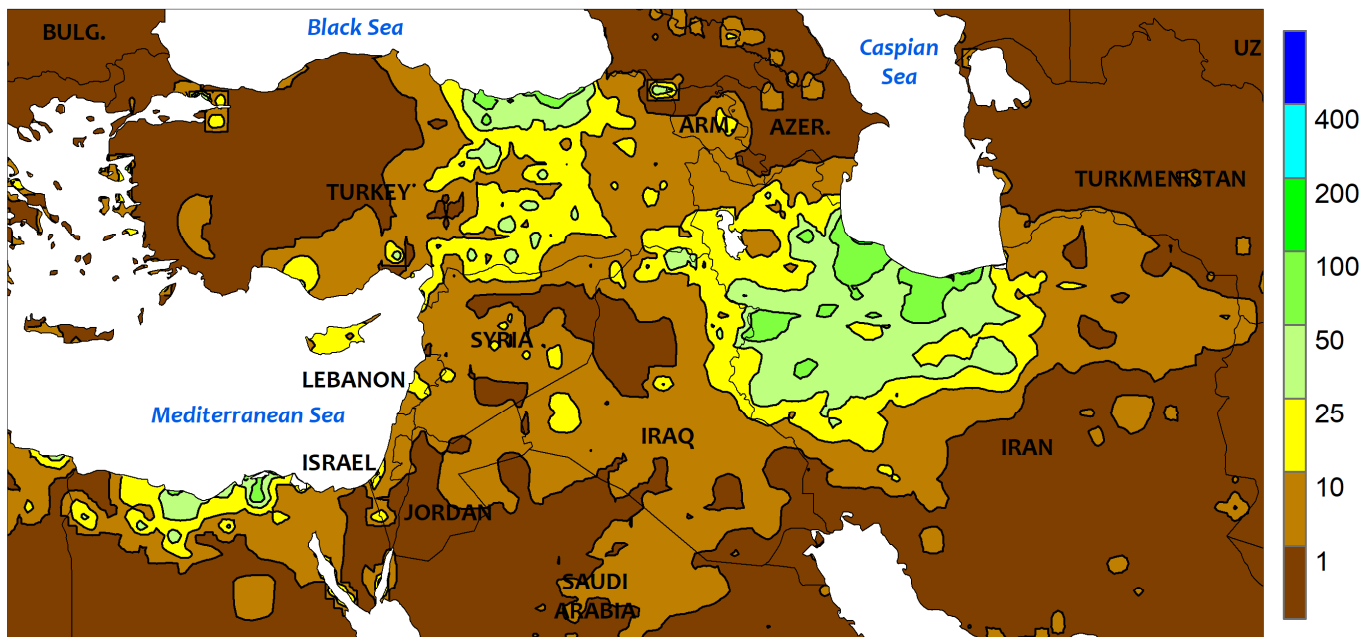 BULG.
Black Sea
Caspian
Sea
UZ
400
ARM.
AZER.
TURKEY
TURKMENISTAN
200
100
50
SYRIA
LEBANON
Mediterranean Sea
25
IRAQ
IRAN
ISRAEL
10
JORDAN
1
SAUDI
ARABIA